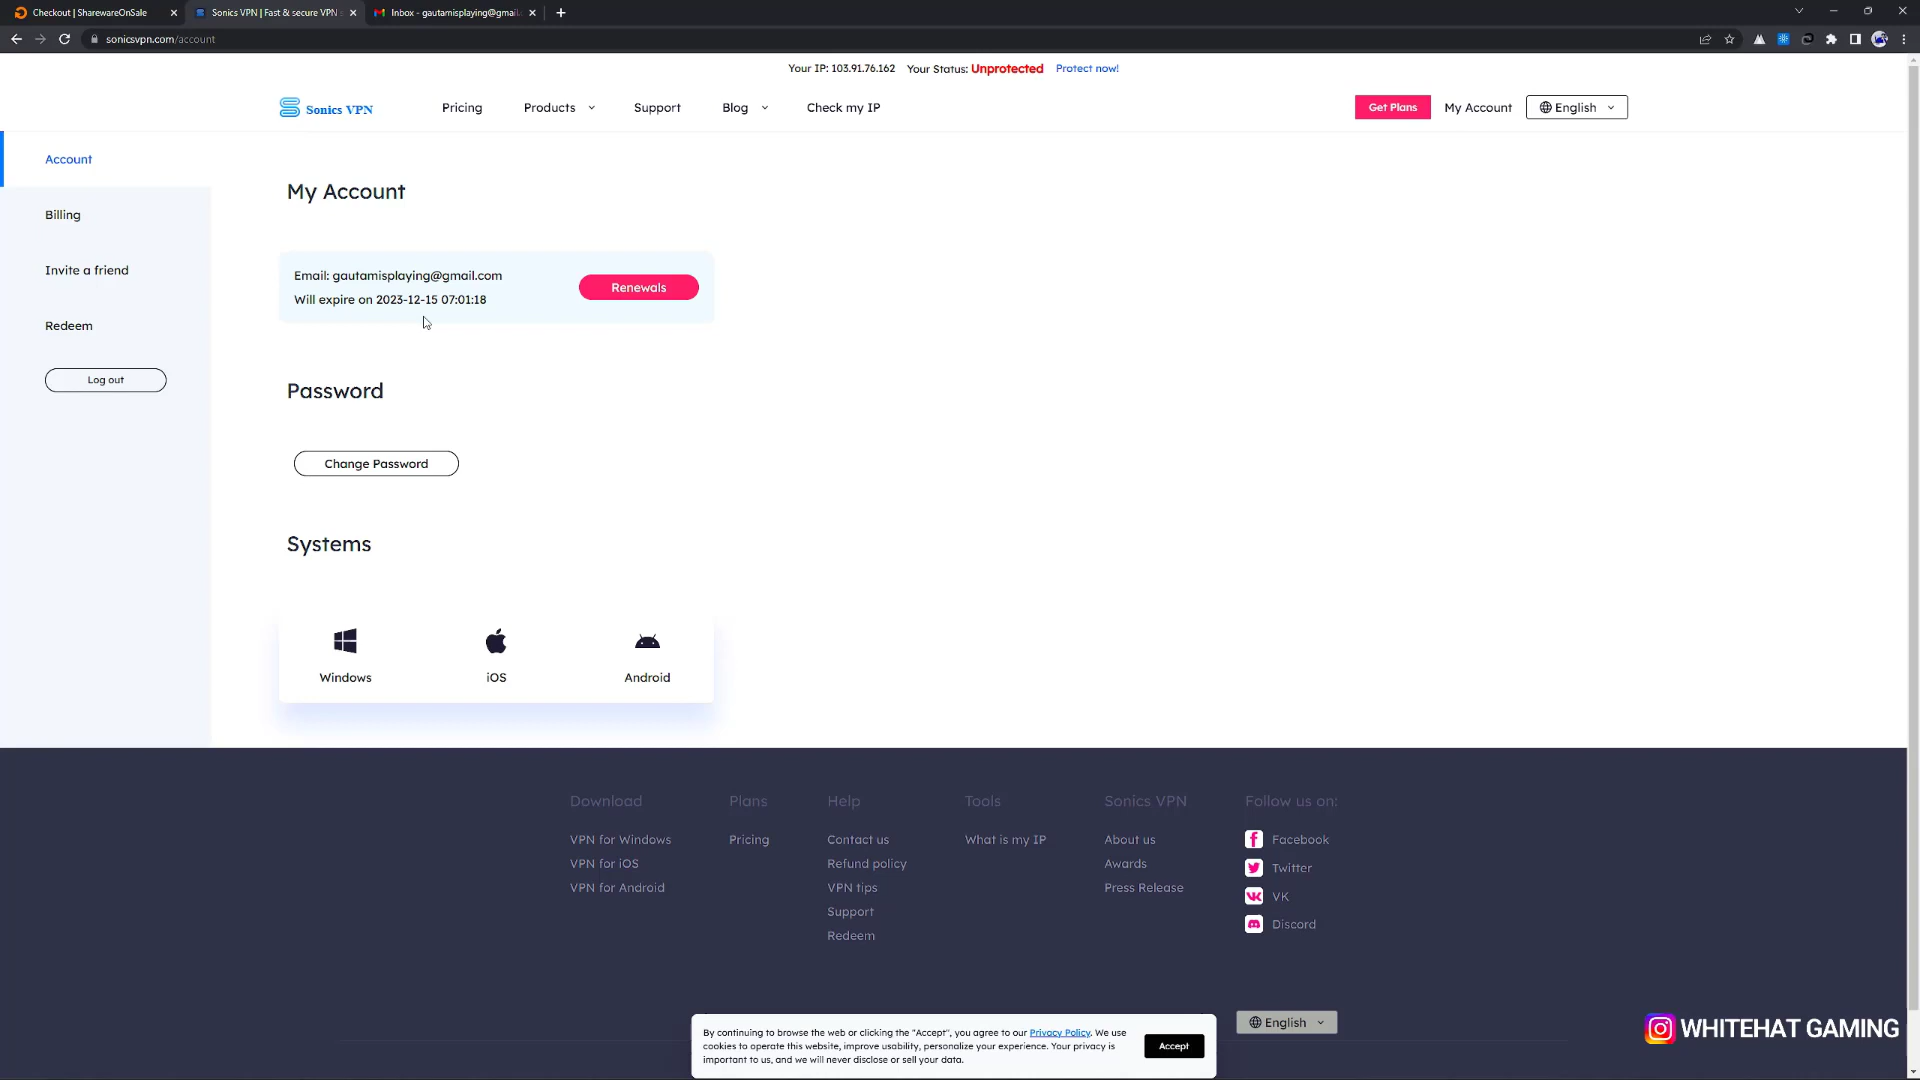 Checkout | SharewareOnSale
Sonics VPN | Fast & secure VPN s
Inbox - gautamisplaying@gmail.
sonicsvpn.com/account
Your IP: 103.91.76.162 Your Status: Unprotected Protect now!
Sonics VPN
Pricing
Products
Support
Blog
Check my IP
Get Plans
My Account
English
Account
Billing
Invite a friend
Redeem
Log out
My Account
Email: gautamisplaying@gmail.com
Will expire on 2023-12-15 07:01:18
Renewals
Password
Change Password
Systems
Windows
iOS
Android
Download
VPN for Windows
VPN for iOS
VPN for Android
Plans
Pricing
Help
Contact us
Refund policy
VPN tips
Support
Redeem
Tools
What is my IP
Sonics VPN
About us
Awards
Press Release
Follow us on:
Facebook
Twitter
VK
Discord
By continuing to browse the web or clicking the "Accept", you agree to our Privacy Policy. We use
cookies to operate this website, improve usability, personalize your experience. Your privacy is
important to us, and we will never disclose or sell your data.
Accept
English
WHITEHAT GAMING